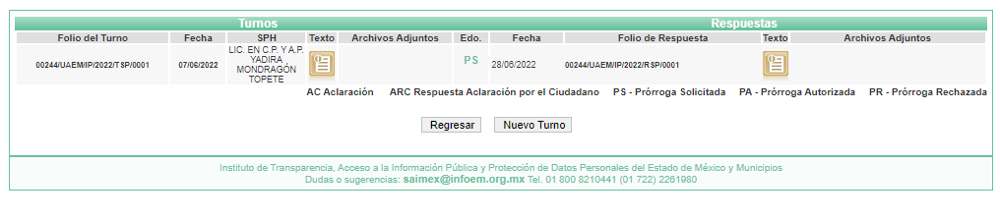 Turnos Respuestas
Folio del Turno Fecha SPH Texto Archivos Adjuntos Edo. Fecha Folio de Respuesta Texto Archivos Adjuntos
LIC. EN C.P. Y A.P.
YADIRA
00244/UAEM/IP/2022/TSP/0001 07/06/2022 MONDRAGÓN PS 28/06/2022 00244/UAEM/IP/2022/RSP/0001
TOPETE
AC Aclaración ARC Respuesta Aclaración por el Ciudadano PS - Prórroga Solicitada PA - Prórroga Autorizada PR - Prórroga Rechazada
Regresar Nuevo Turno
Instituto de Transparencia, Acceso a la Información Pública y Protección de Datos Personales del Estado de México y Municipios
Dudas o sugerencias: saimex@infoem.org.mx Tel. 01 800 8210441 (01 722) 2261980